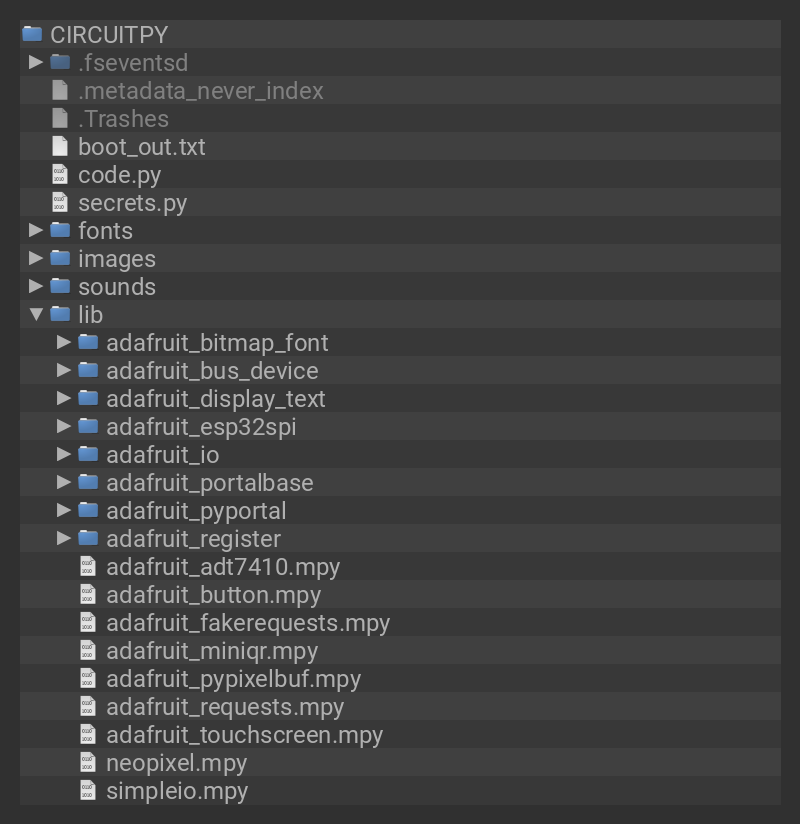 CIRCUITPY
.fseventsd
.metadata_never_index
.Trashes
boot_out.txt
code.py
secrets.py
fonts
images
sounds
lib
adafruit_bitmap_font
adafruit_bus_device
adafruit_display_text
adafruit_esp32spi
adafruit_io
adafruit_portalbase
adafruit_pyportal
adafruit_register
adafruit_adt7410.mpy
adafruit_button.mpy
adafruit_fakerequests.mpy
adafruit_miniqr.mpy
adafruit_pypixelbuf.mpy
adafruit_requests.mpy
adafruit_touchscreen.mpy
neopixel.mpy
simpleio.mpy